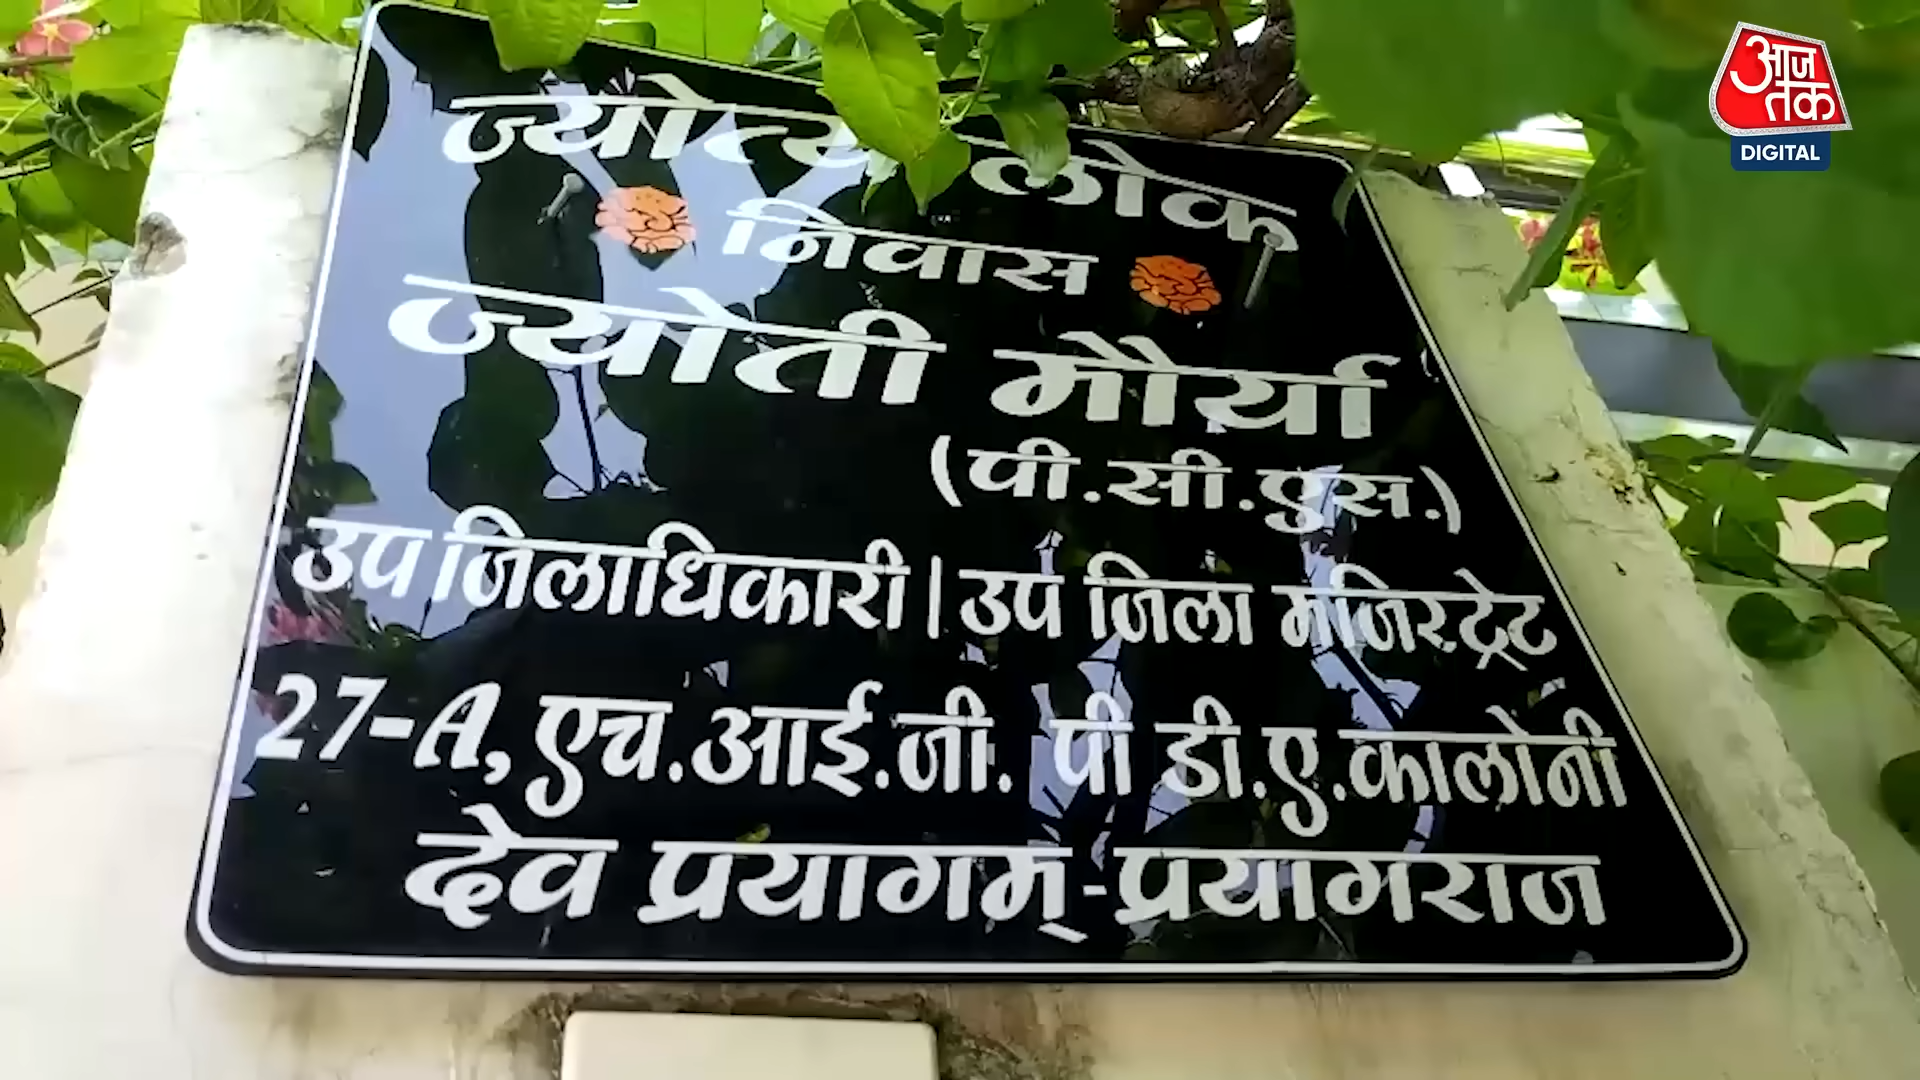 आज
तक
DIGITAL
लोक
निवास
ज्योती मौर्या
(पी.सी.एस.)
उप जिलाधिकारी | उप जिला मजिस्ट्रेट
27-A, एच.आई.जी. पी डी.ए.कालोनी
देव प्रयागम्-प्रयागराज